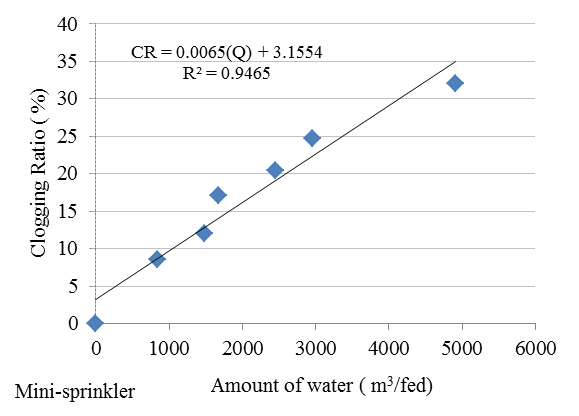 40
35
30
25
20
15
10
5
0
CR = 0.0065(Q) + 3.1554
R² = 0.9465
Clogging Ratio ( %)
0 1000 2000 3000 4000 5000 6000
Amount of water ( m³/fed)
Mini-sprinkler